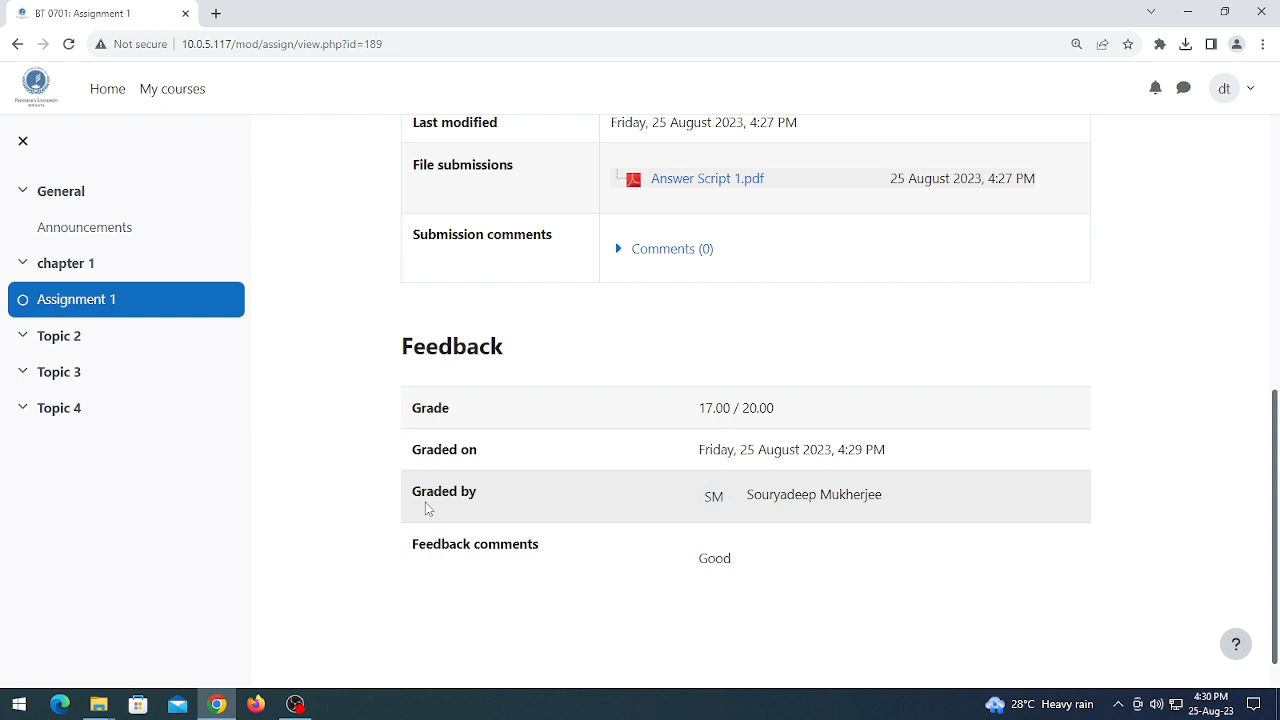 BT 0701: Assignment 1
Not secure
10.0.5.117/mod/assign/view.php?id=189
Home
My courses
dt
General
Announcements
chapter 1
Assignment 1
Topic 2
Topic 3
Topic 4
Last modified
Friday, 25 August 2023, 4:27 PM
File submissions
Answer Script 1.pdf
25 August 2023, 4:27 PM
Submission comments
Comments (0)
Feedback
Grade
17.00 / 20.00
Graded on
Friday, 25 August 2023, 4:29 PM
Graded by
SM
Souryadeep Mukherjee
Feedback comments
Good
?
28°C Heavy rain
4:30 PM
25-Aug-23